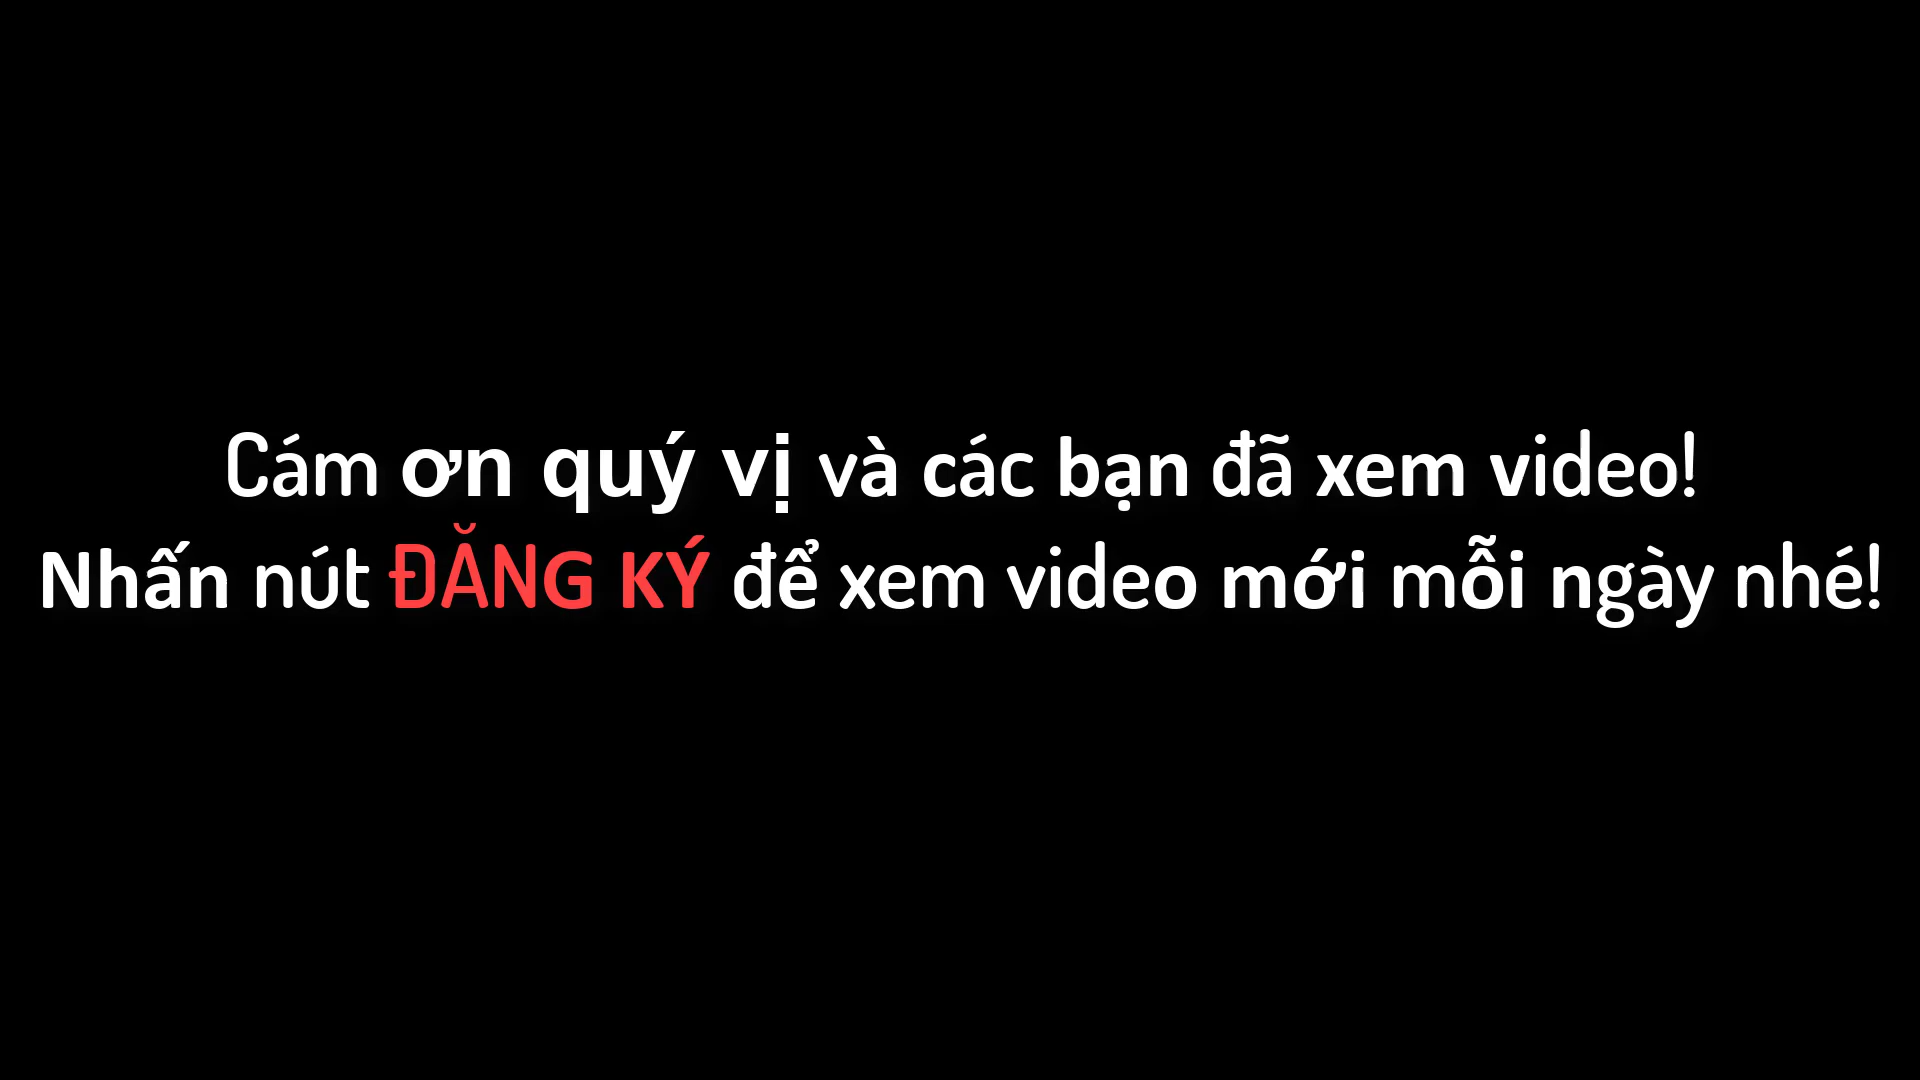 Cám ơn quý vị và các bạn đã xem video!
Nhấn nút ĐĂNG KÝ để xem video mới mỗi ngày nhé!